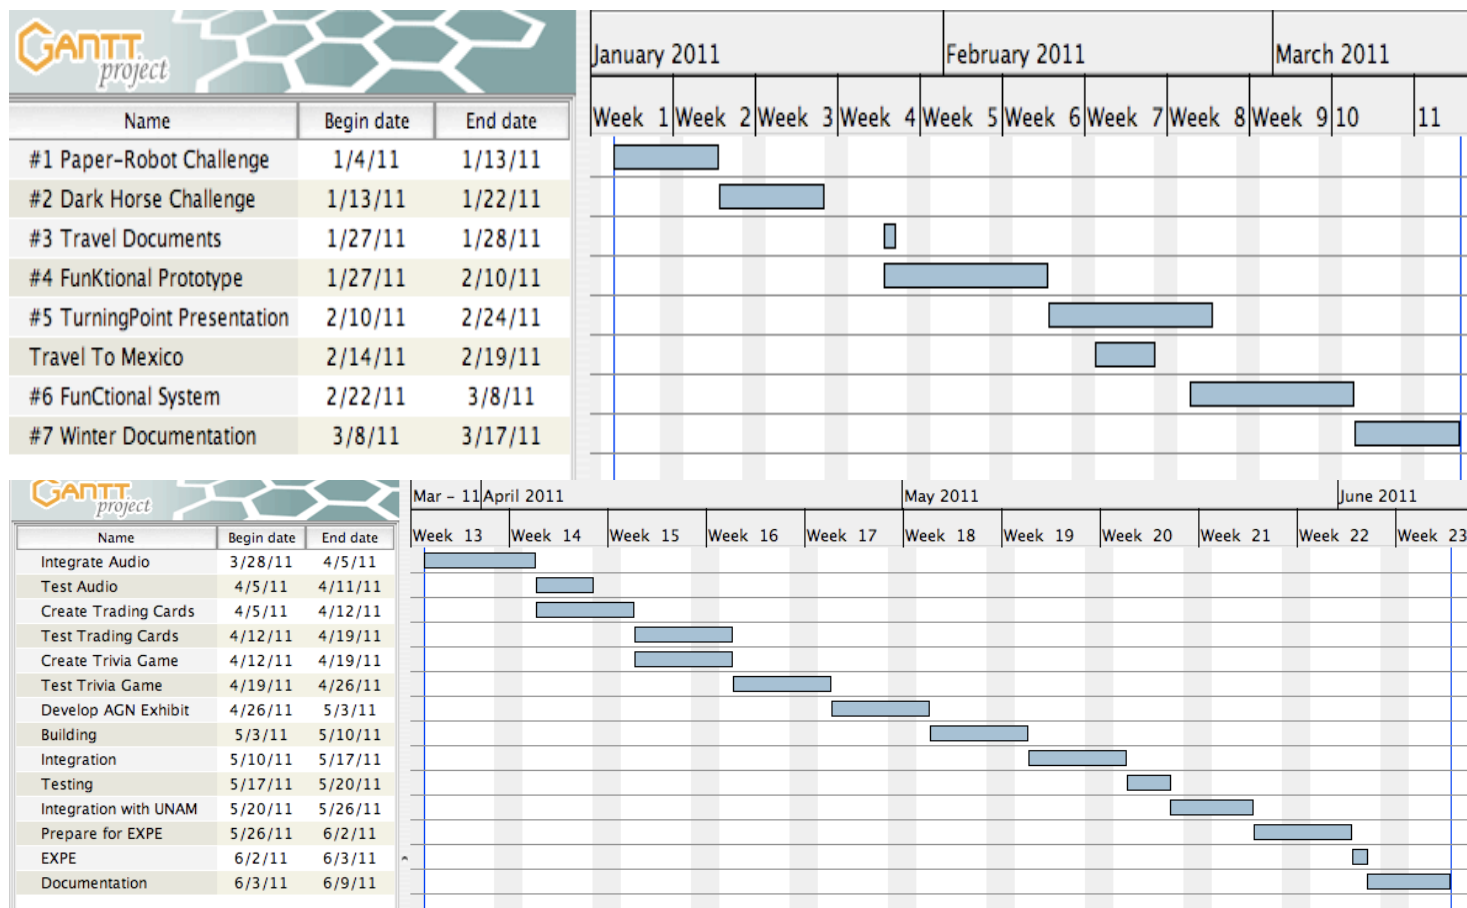 GANTT
project
January 2011 February 2011 March 2011
Name Begin date End date
Week 1 Week 2 Week 3 Week 4 Week 5 Week 6 Week 7 Week 8 Week 9 10 11
#1 Paper-Robot Challenge 1/4/11 1/13/11
#2 Dark Horse Challenge 1/13/11 1/22/11
#3 Travel Documents 1/27/11 1/28/11
#4 FunKtional Prototype 1/27/11 2/10/11
#5 TurningPoint Presentation 2/10/11 2/24/11
Travel To Mexico 2/14/11 2/19/11
#6 FunCtional System 2/22/11 3/8/11
#7 Winter Documentation 3/8/11 3/17/11
GANTT
project
Mar - 11 April 2011 May 2011 June 2011
Name Begin date End date
Week 13 Week 14 Week 15 Week 16 Week 17 Week 18 Week 19 Week 20 Week 21 Week 22 Week 23
Integrate Audio 3/28/11 4/5/11
Test Audio 4/5/11 4/11/11
Create Trading Cards 4/5/11 4/12/11
Test Trading Cards 4/12/11 4/19/11
Create Trivia Game 4/12/11 4/19/11
Test Trivia Game 4/19/11 4/26/11
Develop AGN Exhibit 4/26/11 5/3/11
Building 5/3/11 5/10/11
Integration 5/10/11 5/17/11
Testing 5/17/11 5/20/11
Integration with UNAM 5/20/11 5/26/11
Prepare for EXPE 5/26/11 6/2/11
EXPE 6/2/11 6/3/11
Documentation 6/3/11 6/9/11